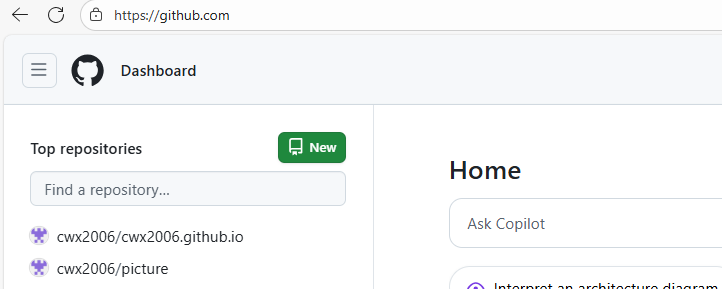 https://github.com
Dashboard
Top repositories
New
Find a repository...
cwx2006/cwx2006.github.io
cwx2006/picture
Home
Ask Copilot
Interpret an architecture diagram